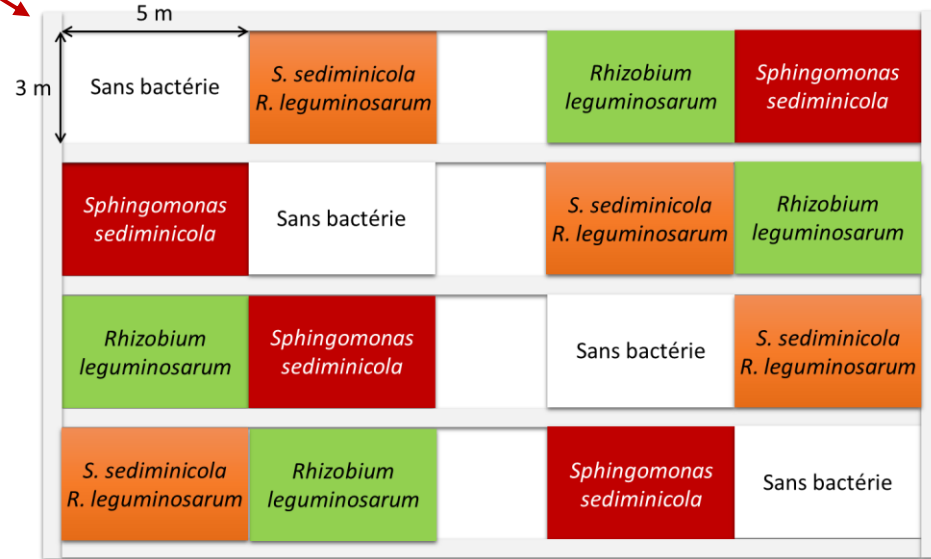 5 m
3 m
Sans bactérie
S. sediminicola
R. leguminosarum
Rhizobium
leguminosarum
Sphingomonas
sediminicola
Sphingomonas
sediminicola
Sans bactérie
S. sediminicola
R. leguminosarum
Rhizobium
leguminosarum
Rhizobium
leguminosarum
Sphingomonas
sediminicola
Sans bactérie
S. sediminicola
R. leguminosarum
S. sediminicola
R. leguminosarum
Rhizobium
leguminosarum
Sphingomonas
sediminicola
Sans bactérie